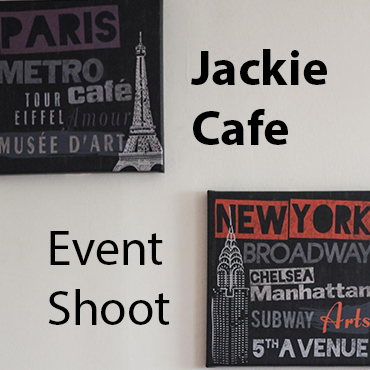 PARIS
METRO
café
TOUR
EIFFEL Amour
MUSÉE D'ART
Jackie
Cafe
NEW YORK
BROADWAY
CHELSEA
Manhattan
SUBWAY Arts
5TH AVENUE
Event
Shoot